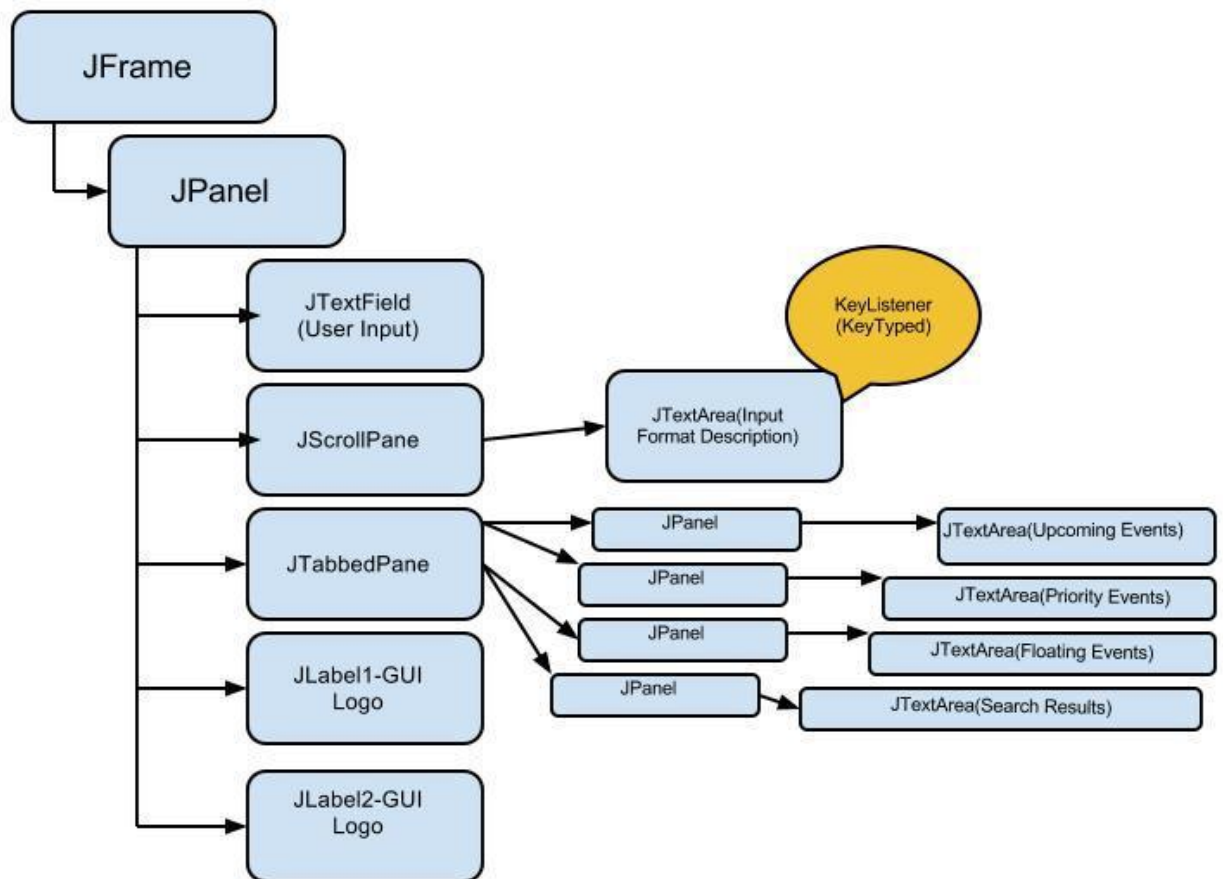 JFrame
JPanel
JTextField
(User Input)
KeyListener
(KeyTyped)
JScrollPane
JTextArea(Input
Format Description)
JTabbedPane
JPanel
JTextArea(Upcoming Events)
JPanel
JTextArea(Priority Events)
JPanel
JTextArea(Floating Events)
JPanel
JTextArea(Search Results)
JLabel1-GUI
Logo
JLabel2-GUI
Logo